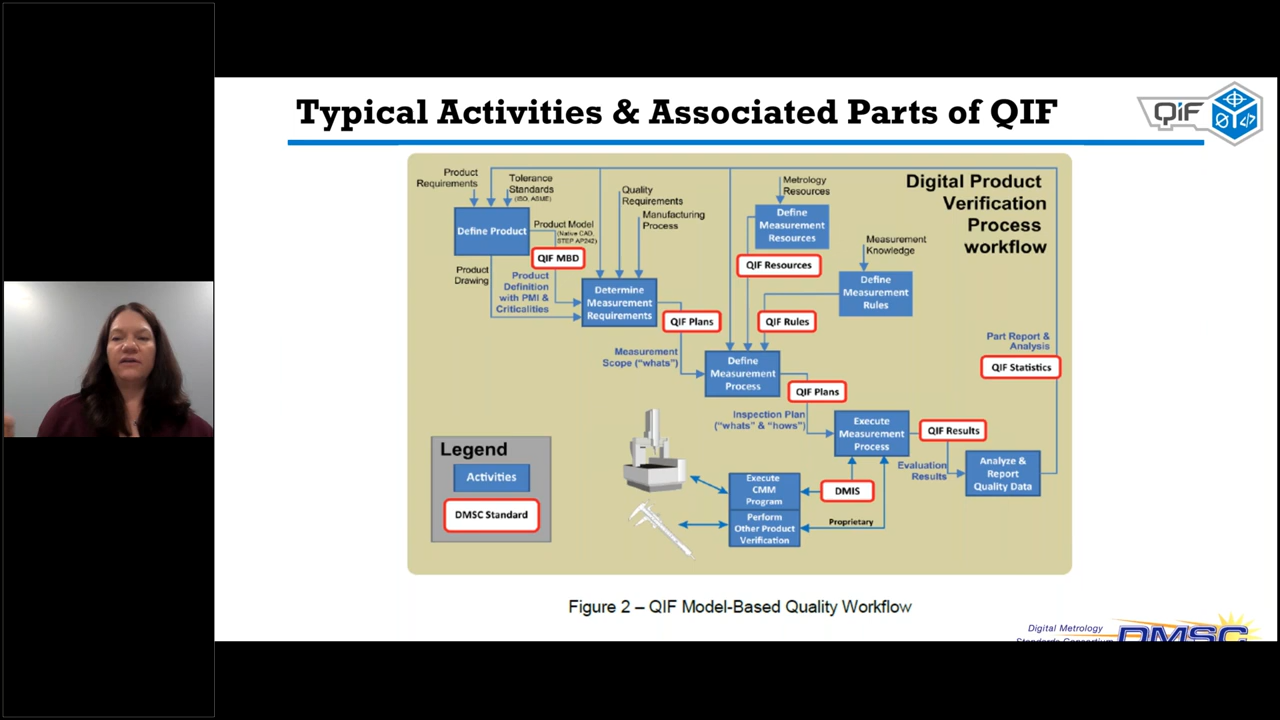 Typical Activities & Associated Parts of QIF
QIF
Digital Product
Verification
Process
workflow
Product
Requirements
Tolerance
Standards
(ISO, ASME)
Define Product
Product Model
(Native CAD,
STEP AP242)
QIF MBD
Product
Drawing
Product
Definition
with PMI &
Criticalities
Quality
Requirements
Manufacturing
Process
Determine
Measurement
Requirements
QIF Plans
Measurement
Scope ("whats")
Metrology
Resources
Define
Measurement
Resources
QIF Resources
Measurement
Knowledge
Define
Measurement
Rules
QIF Rules
Define
Measurement
Process
QIF Plans
Inspection Plan
("whats" & "hows")
Execute
Measurement
Process
QIF Results
Evaluation
Results
Analyze &
Report
Quality Data
Part Report &
Analysis
QIF Statistics
DMIS
Execute
CMM
Program
Perform
Other Product
Verification
Proprietary
Legend
Activities
DMSC Standard
Figure 2 – QIF Model-Based Quality Workflow
Digital Metrology
Standards Consortium
DMSC